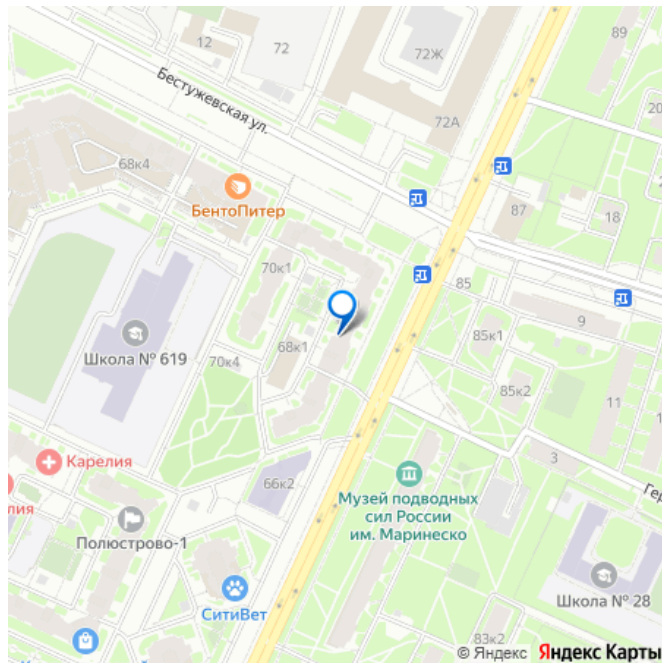 89
12
72
72Ж
Бестужевская ул.
72А
20
68к4
БентоПитер
87
18
70к1
85
9
85к1
68к1
Школа № 619
70к4
85к2
11
Карелия
3
66к2
Музей подводных
сил России
им. Маринеско
Полюстрово-1
Школа № 28
СитиВет
83к2
© Яндекс Яндекс Карты